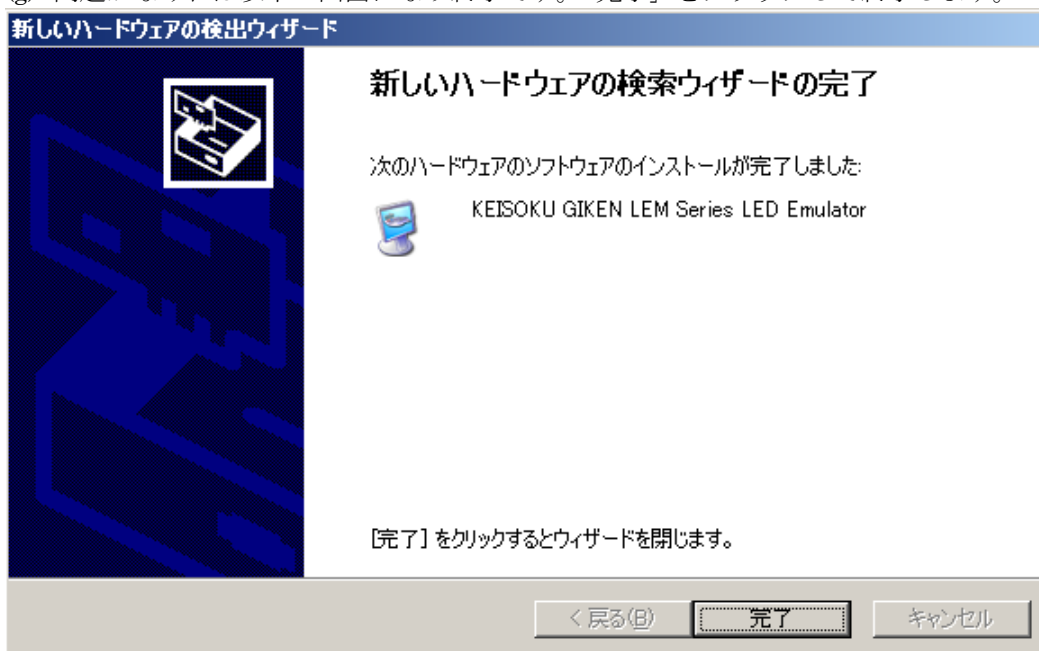 新しいハードウェアの検出ウィザード
新しいハードウェアの検索ウィザードの完了
次のハードウェアのソフトウェアのインストールが完了しました:
KEISOKU GIKEN LEM Series LED Emulator
[完了] をクリックするとウィザードを閉じます。
< 戻る(B)
完了
キャンセル